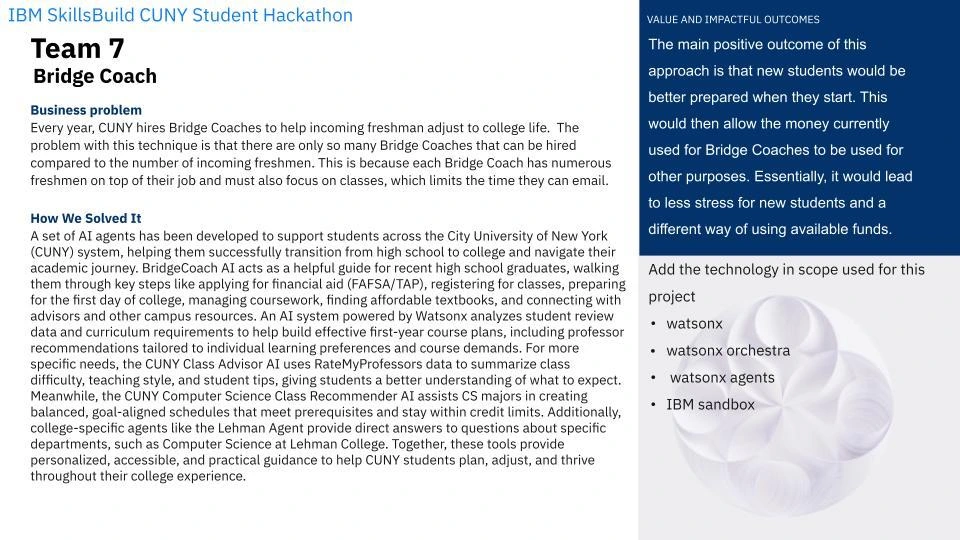 IBM SkillsBuild CUNY Student Hackathon
Team 7
Bridge Coach
Business problem
Every year, CUNY hires Bridge Coaches to help incoming freshman adjust to college life.  The
problem with this technique is that there are only so many Bridge Coaches that can be hired
compared to the number of incoming freshmen. This is because each Bridge Coach has numerous
freshmen on top of their job and must also focus on classes, which limits the time they can email.
How We Solved It
A set of AI agents has been developed to support students across the City University of New York
(CUNY) system, helping them successfully transition from high school to college and navigate their
academic journey. BridgeCoach AI acts as a helpful guide for recent high school graduates, walking
them through key steps like applying for financial aid (FAFSA/TAP), registering for classes, preparing
for the first day of college, managing coursework, finding affordable textbooks, and connecting with
advisors and other campus resources. An AI system powered by Watsonx analyzes student review
data and curriculum requirements to help build effective first-year course plans, including professor
recommendations tailored to individual learning preferences and course demands. For more
specific needs, the CUNY Class Advisor AI uses RateMyProfessors data to summarize class
difficulty, teaching style, and student tips, giving students a better understanding of what to expect.
Meanwhile, the CUNY Computer Science Class Recommender AI assists CS majors in creating
balanced, goal-aligned schedules that meet prerequisites and stay within credit limits. Additionally,
college-specific agents like the Lehman Agent provide direct answers to questions about specific
departments, such as Computer Science at Lehman College. Together, these tools provide
personalized, accessible, and practical guidance to help CUNY students plan, adjust, and thrive
throughout their college experience.
VALUE AND IMPACTFUL OUTCOMES
The main positive outcome of this
approach is that new students would be
better prepared when they start. This
would then allow the money currently
used for Bridge Coaches to be used for
other purposes. Essentially, it would lead
to less stress for new students and a
different way of using available funds.
Add the technology in scope used for this
project
• watsonx
• watsonx orchestra
• watsonx agents
• IBM sandbox